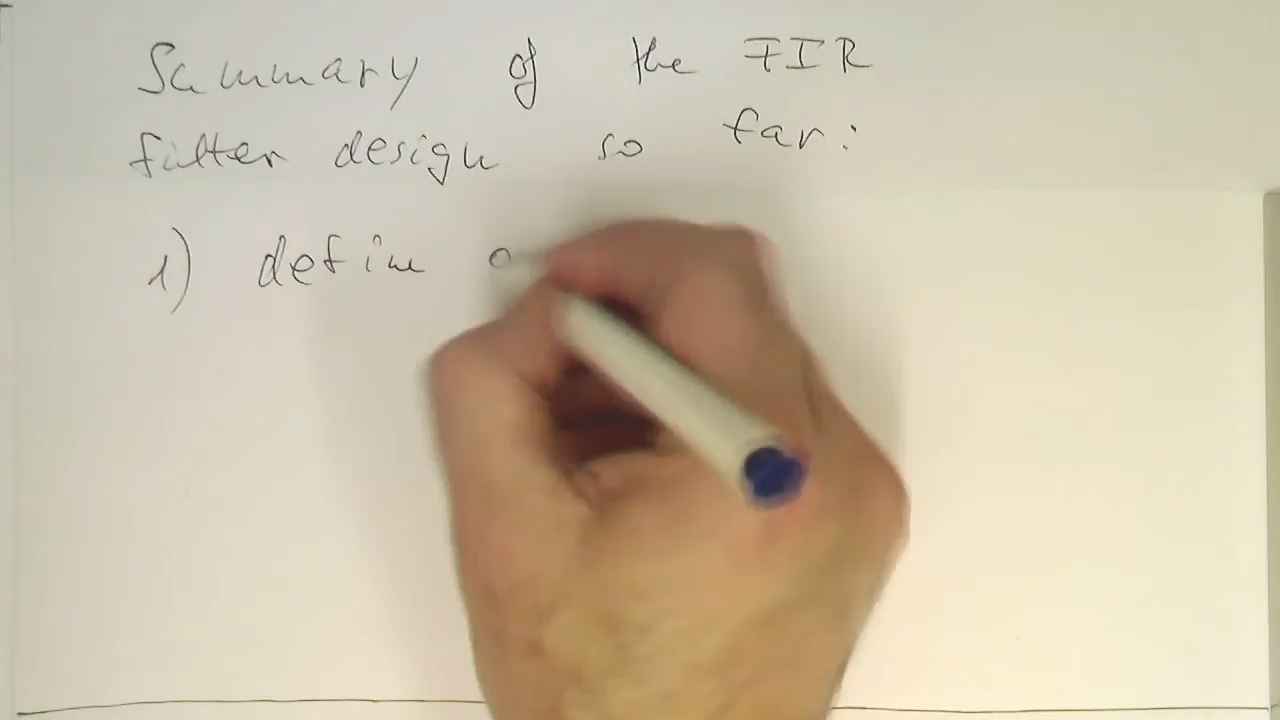 Summary of the FIR
filter design so far:
1) define